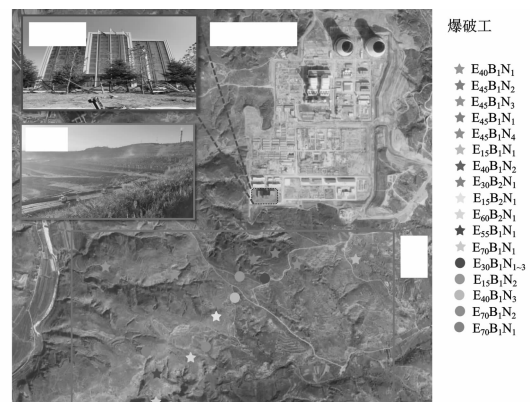 爆破工
E40B1N1
E45B1N2
E45B1N3
E45B1N1
E45B1N4
E15B1N1
E40B1N2
E30B2N1
E15B2N1
E60B2N1
E55B1N1
E70B1N1
E30B1N1~3
E15B1N2
E40B1N3
E70B1N2
E70B1N1